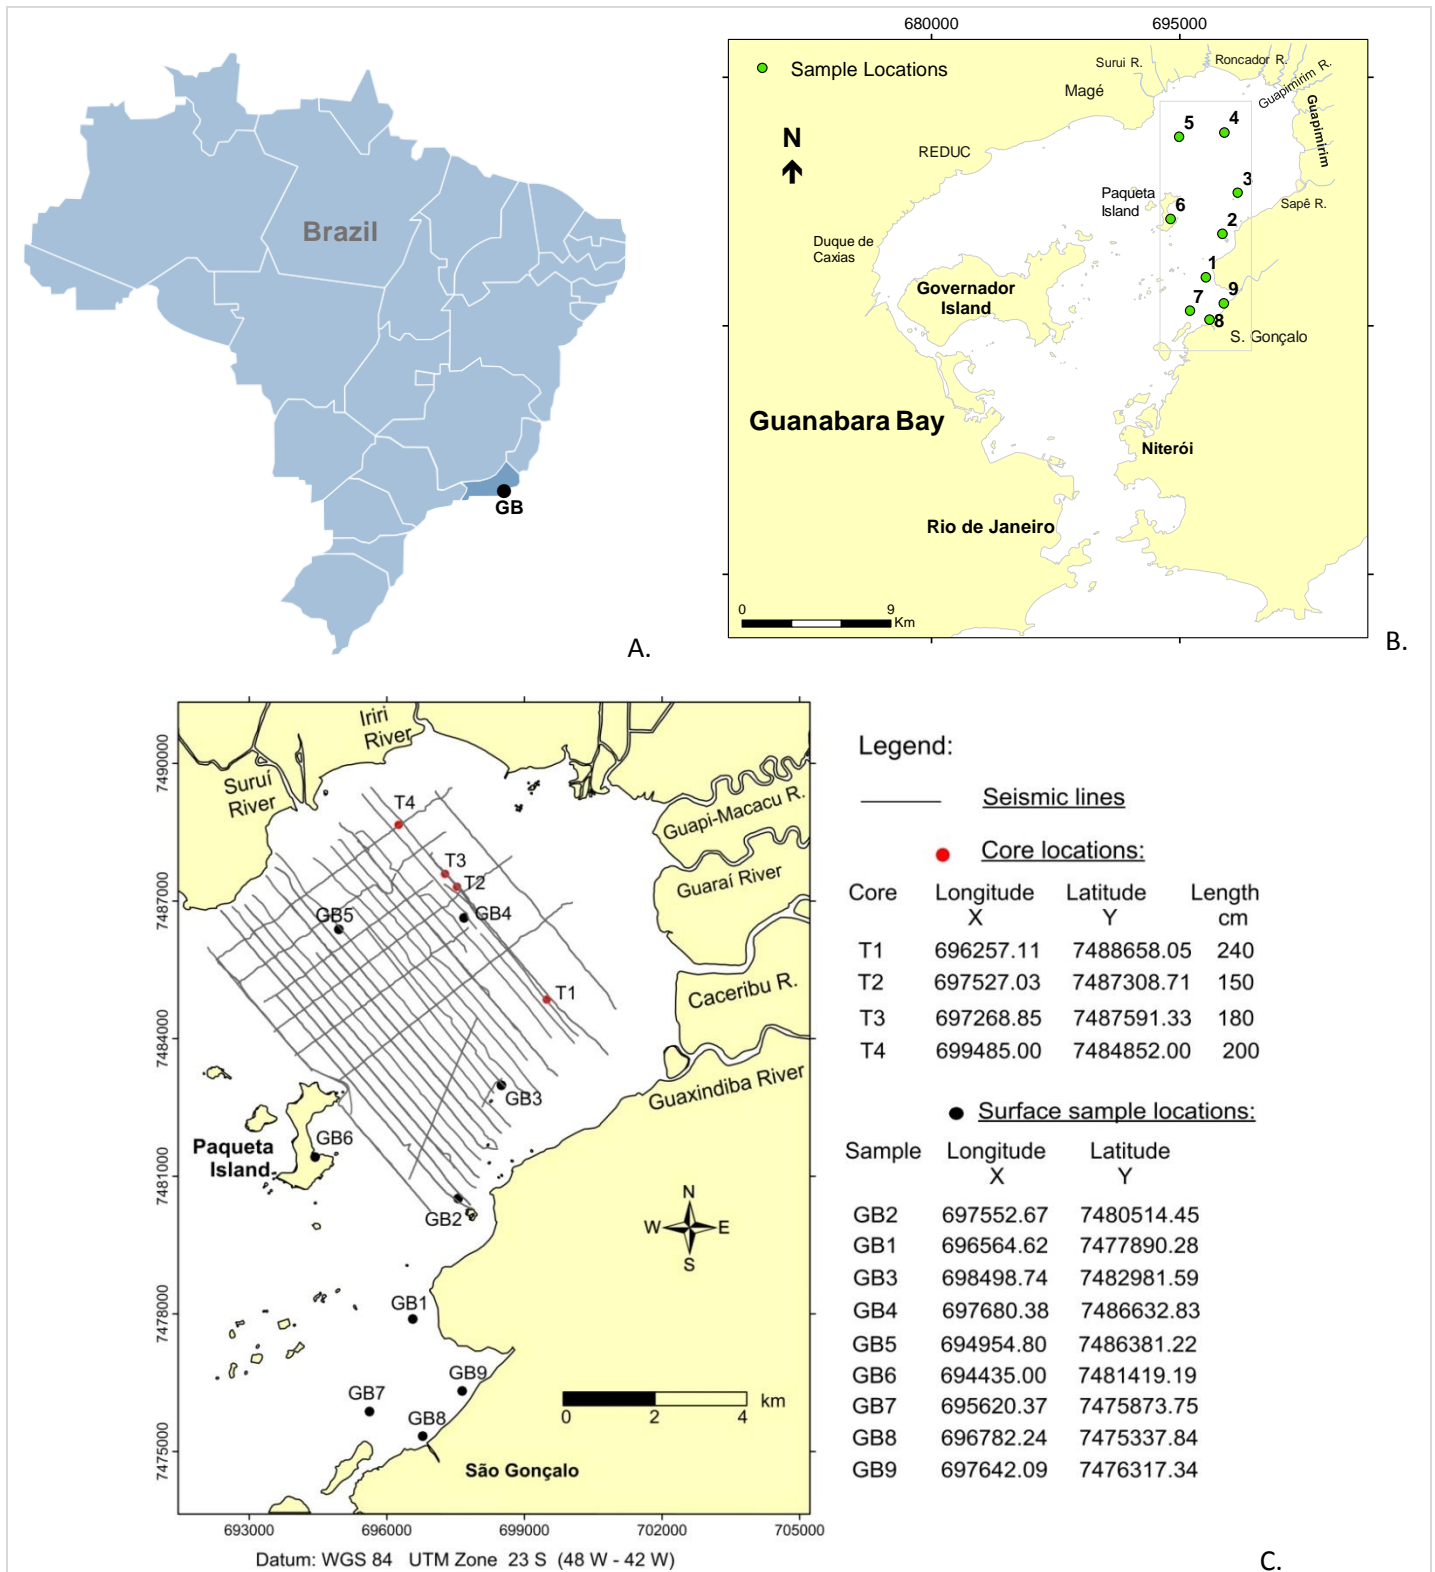 Brazil
GB
A.
680000
695000
Sample Locations
N
Surui R.
Roncador R.
Guapimirim R.
Guapimirim
Magé
REDUC
5
4
3
Paqueta
Island
6
Sapê R.
2
Duque de
Caxias
1
Governador
Island
7
9
8
S. Gonçalo
Guanabara Bay
Niterói
Rio de Janeiro
0
9
Km
B.
7490000
7487000
7484000
7481000
7478000
7475000
Iriri
River
Suruí
River
T4
T3
T2
GB5
GB4
T1
Guapi-Macacu R.
Guaraí River
Caceribu R.
Guaxindiba River
GB3
GB6
Paqueta
Island
GB2
N
W
E
S
GB1
GB9
GB7
GB8
0
2
4
km
São Gonçalo
693000
696000
699000
702000
705000
Datum: WGS 84 UTM Zone 23 S (48 W - 42 W)
Legend:
Seismic lines
Core locations:
Core Longitude Latitude Length
X Y cm
T1 696257.11 7488658.05 240
T2 697527.03 7487308.71 150
T3 697268.85 7487591.33 180
T4 699485.00 7484852.00 200
Surface sample locations:
Sample Longitude Latitude
X Y
GB2 697552.67 7480514.45
GB1 696564.62 7477890.28
GB3 698498.74 7482981.59
GB4 697680.38 7486632.83
GB5 694954.80 7486381.22
GB6 694435.00 7481419.19
GB7 695620.37 7475873.75
GB8 696782.24 7475337.84
GB9 697642.09 7476317.34
C.